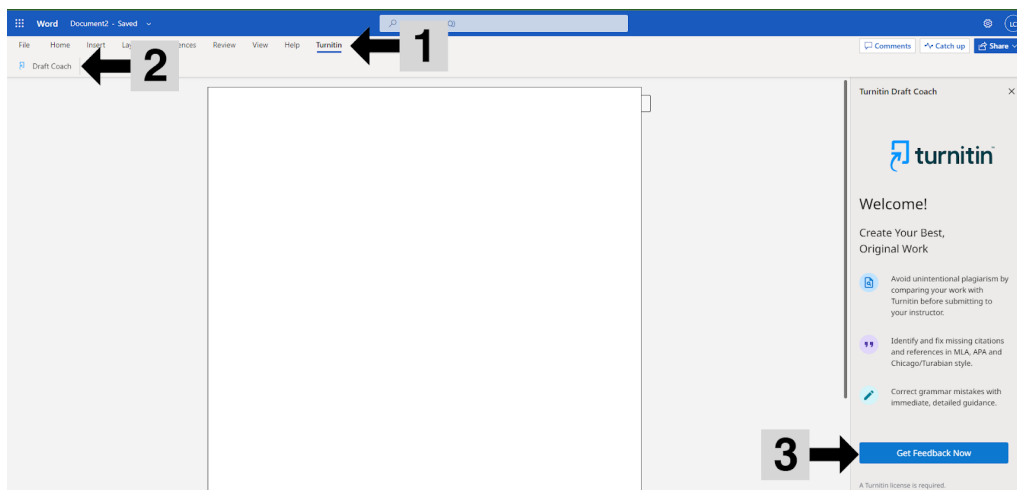 Word Document2 - Saved
File Home Insert Review View Help Turnitin 1
Comments Catch up Share
Draft Coach 2
Turnitin Draft Coach
turnitin
Welcome!
Create Your Best,
Original Work
Avoid unintentional plagiarism by
comparing your work with
Turnitin before submitting to
your instructor.
Identify and fix missing citations
and references in MLA, APA and
Chicago/Turabian style.
Correct grammar mistakes with
immediate, detailed guidance.
3 Get Feedback Now
A Turnitin license is required.